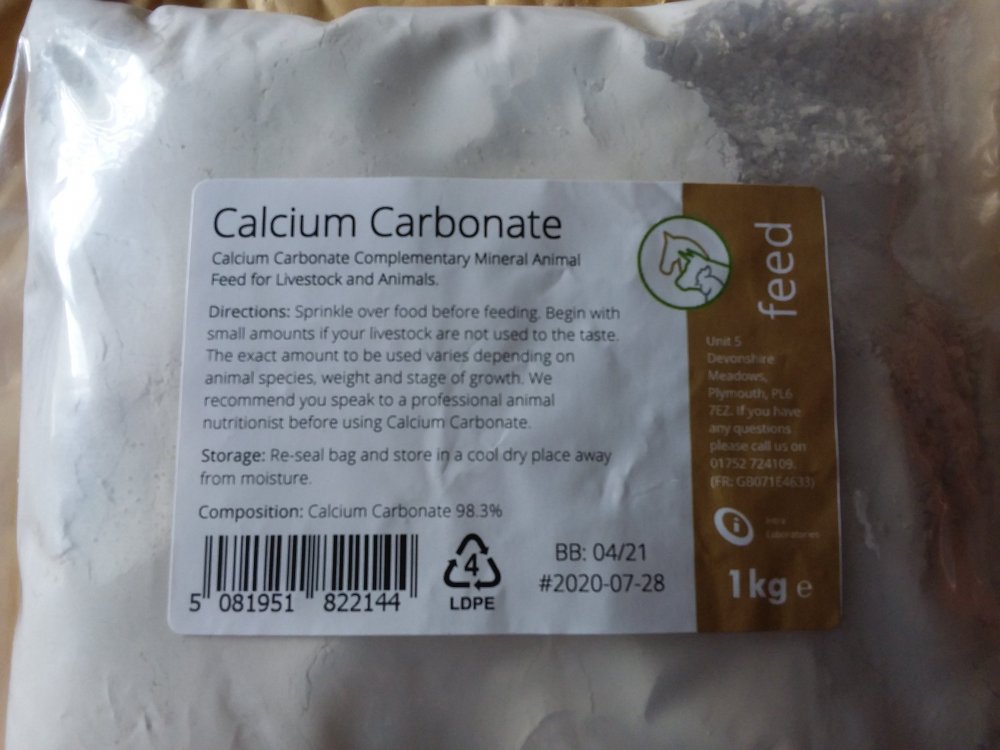 Calcium Carbonate
Calcium Carbonate Complementary Mineral Animal
Feed for Livestock and Animals.
Directions: Sprinkle over food before feeding. Begin with
small amounts if your livestock are not used to the taste.
The exact amount to be used varies depending on
animal species, weight and stage of growth. We
recommend you speak to a professional animal
nutritionist before using Calcium Carbonate.
Storage: Re-seal bag and store in a cool dry place away
from moisture.
Composition: Calcium Carbonate 98.3%
5 081951 822144
4
LDPE
BB: 04/21
#2020-07-28
feed
Unit 5
Devonshire
Meadows,
Plymouth, PL6
7EZ. If you have
any questions
please call us on
01752 724109.
(FR: GB071E4633)
i
Laboratories
1kg e